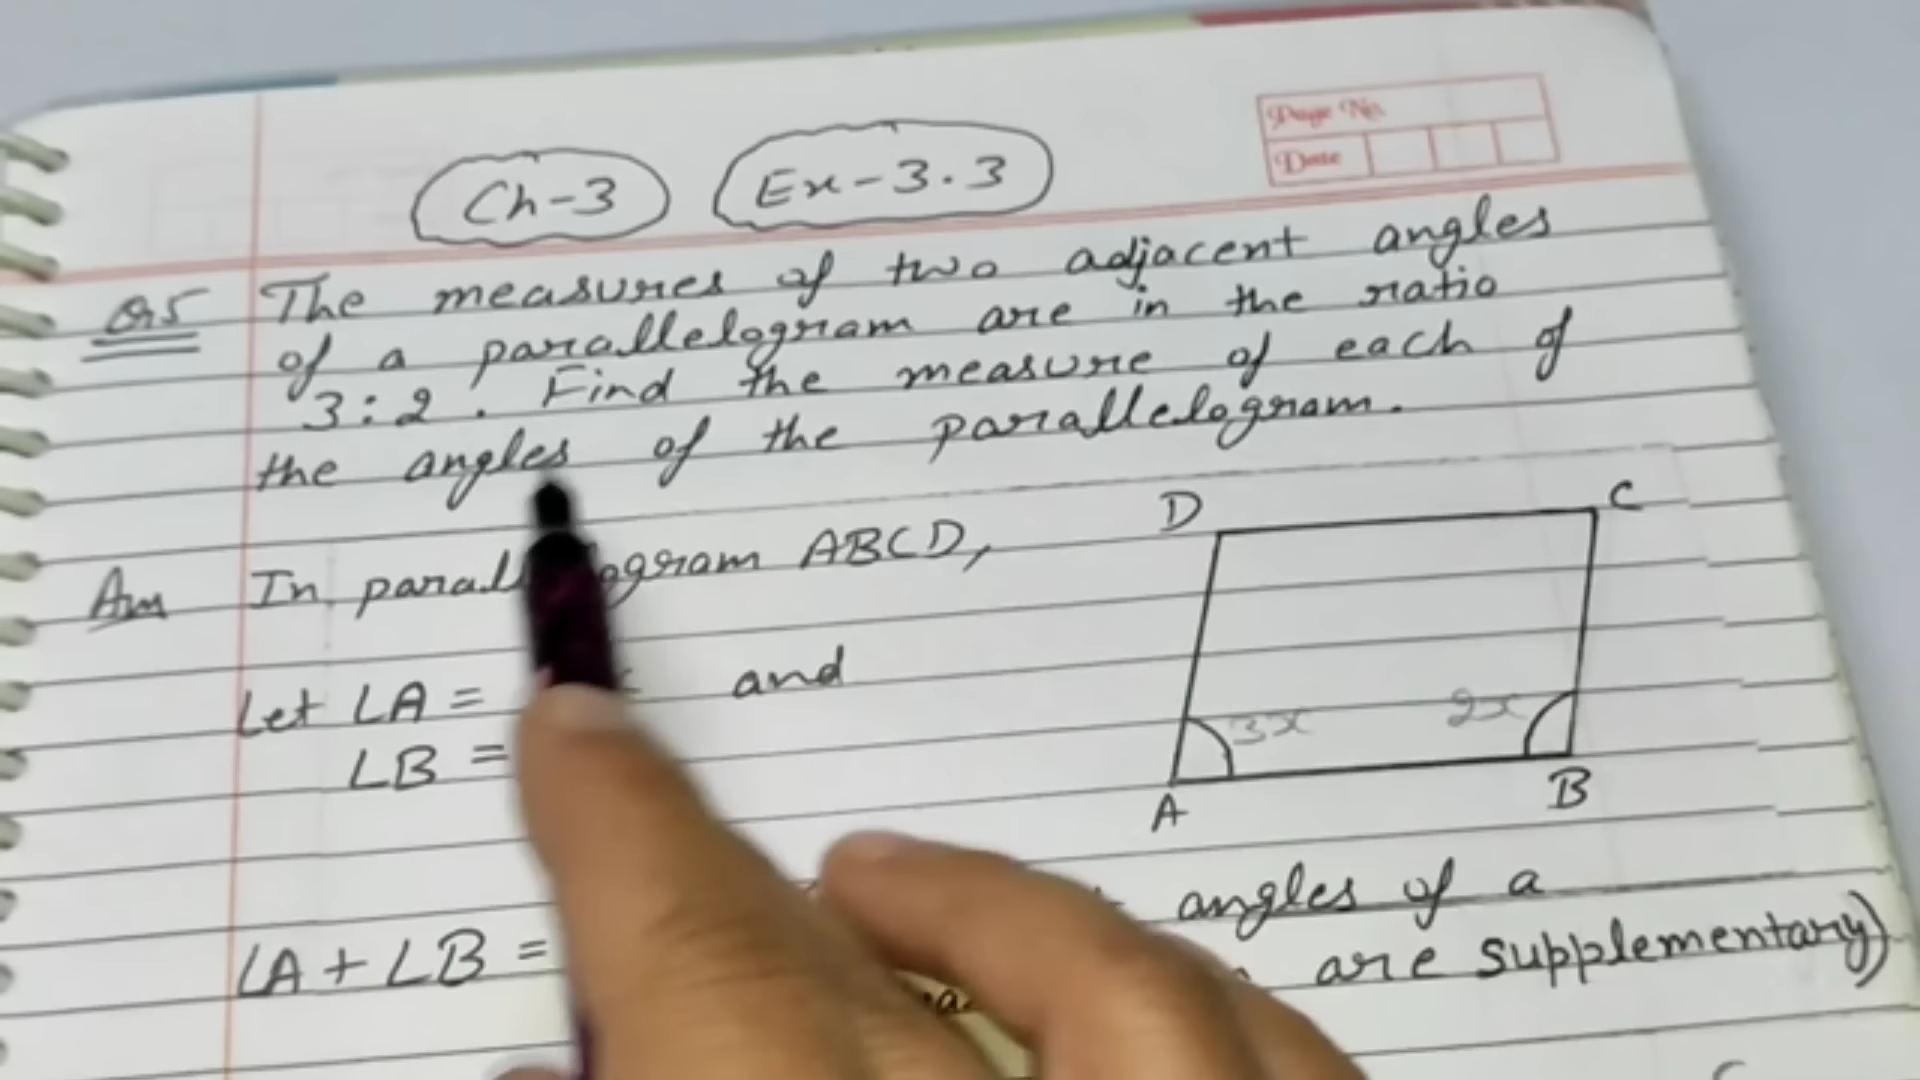 Page No.
Date
Ch-3 Ex-3.3
Q5 The measures of two adjacent angles
of a parallelogram are in the ratio
3:2. Find the measure of each of
the angles of the parallelogram.
Ans In parallelogram ABCD,
Let ∠A = and
∠B =
D C
3x 2x
A B
angles of a
∠A + ∠B = are supplementary)